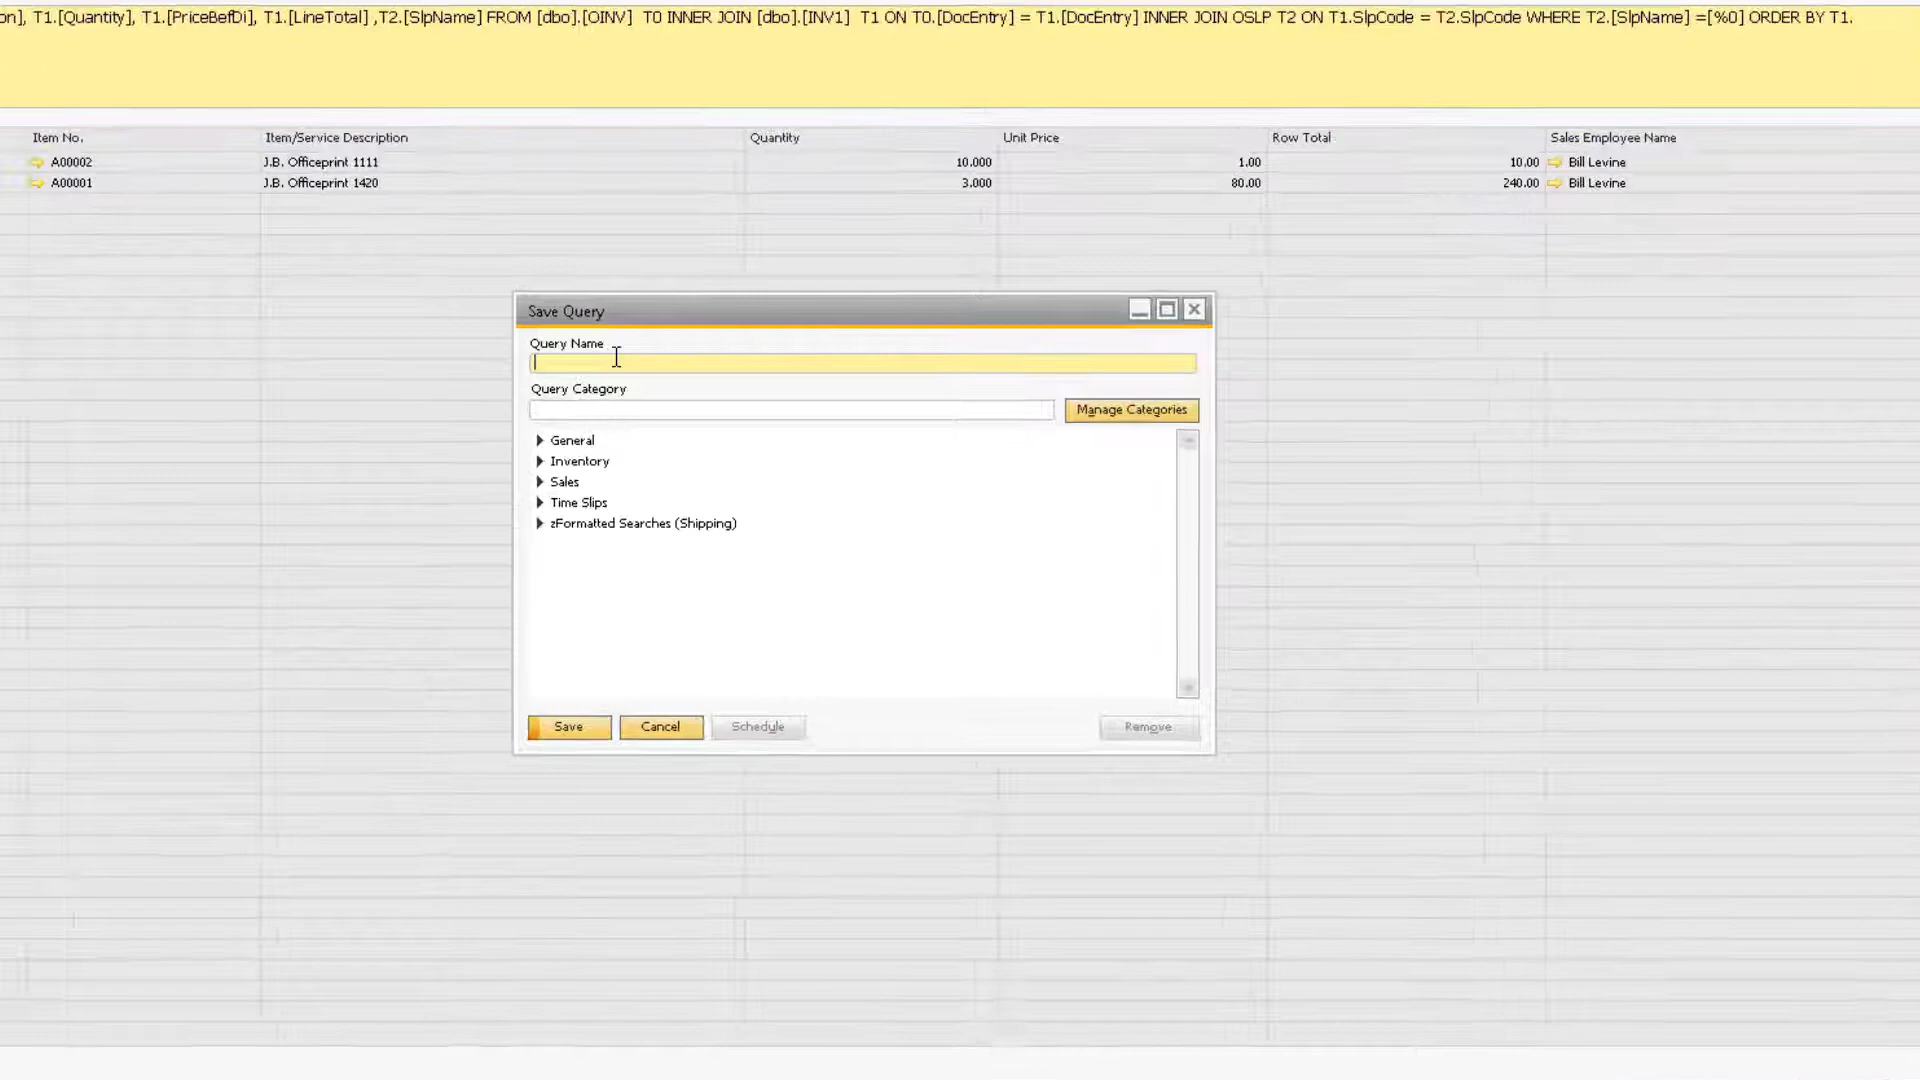 on], T1.[Quantity], T1.[PriceBefDi], T1.[LineTotal] ,T2.[SlpName] FROM [dbo].[OINV]  T0 INNER JOIN [dbo].[INV1]  T1 ON T0.[DocEntry] = T1.[DocEntry] INNER JOIN OSLP T2 ON T1.SlpCode = T2.SlpCode WHERE T2.[SlpName] =[%0] ORDER BY T1.
Item No. Item/Service Description Quantity Unit Price Row Total Sales Employee Name
A00002 J.B. Officeprint 1111 10.000 1.00 10.00 Bill Levine
A00001 J.B. Officeprint 1420 3.000 80.00 240.00 Bill Levine
Save Query
Query Name
Query Category
Manage Categories
General
Inventory
Sales
Time Slips
zFormatted Searches (Shipping)
Save Cancel Schedule Remove